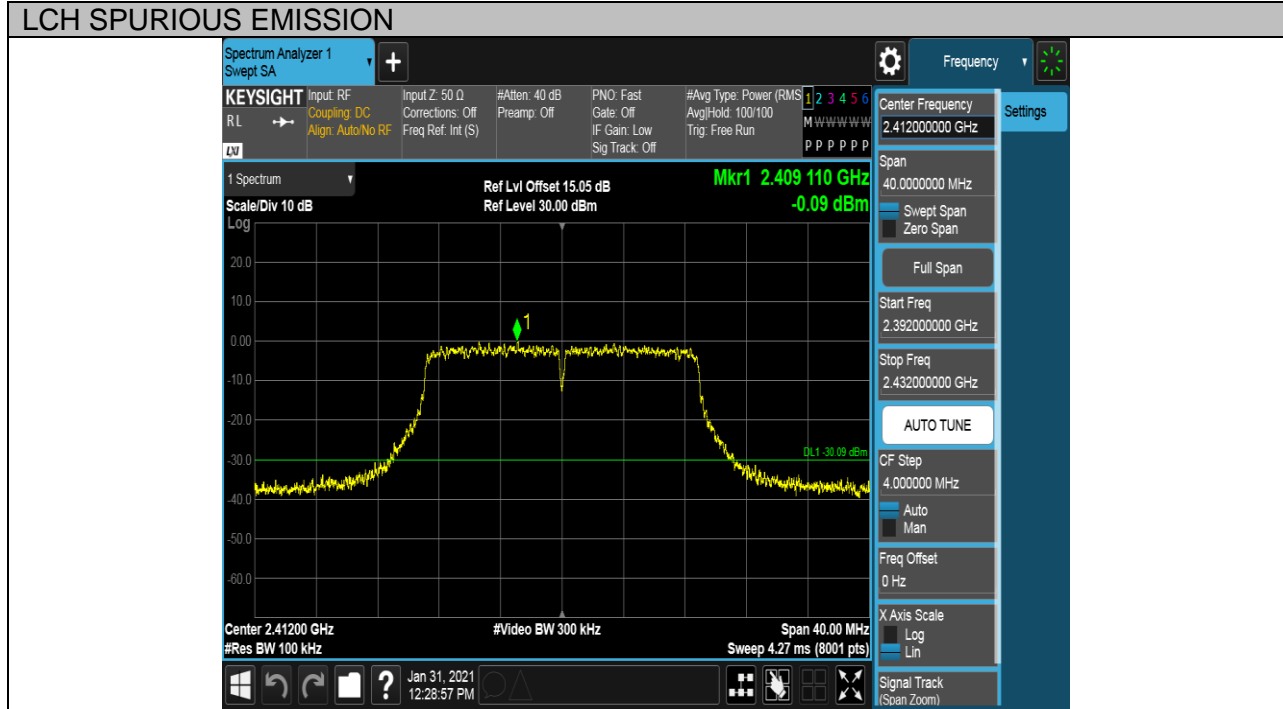 LCH SPURIOUS EMISSION
Spectrum Analyzer 1
Swept SA
+
Frequency
KEYSIGHT
RL
LXI
Input: RF
Coupling: DC
Align: Auto/No RF
Input Z: 50 Ω
Corrections: Off
Freq Ref: Int (S)
#Atten: 40 dB
Preamp: Off
PNO: Fast
Gate: Off
IF Gain: Low
Sig Track: Off
#Avg Type: Power (RMS
Avg|Hold: 100/100
Trig: Free Run
1 2 3 4 5 6
M W W W W W
P P P P P P
1 Spectrum
Scale/Div 10 dB
Log
Ref Lvl Offset 15.05 dB
Ref Level 30.00 dBm
Mkr1 2.409 110 GHz
-0.09 dBm
20.0
10.0
0.00
-10.0
-20.0
-30.0
-40.0
-50.0
-60.0
1
DL1 -30.09 dBm
Center 2.41200 GHz
#Res BW 100 kHz
#Video BW 300 kHz
Span 40.00 MHz
Sweep 4.27 ms (8001 pts)
?
Jan 31, 2021
12:28:57 PM
Center Frequency
2.412000000 GHz
Settings
Span
40.0000000 MHz
Swept Span
Zero Span
Full Span
Start Freq
2.392000000 GHz
Stop Freq
2.432000000 GHz
AUTO TUNE
CF Step
4.000000 MHz
Auto
Man
Freq Offset
0 Hz
X Axis Scale
Log
Lin
Signal Track
(Span Zoom)